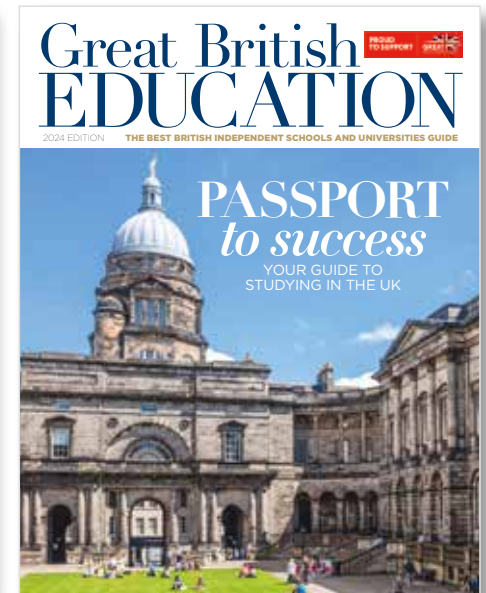 Great British
PROUD
TO SUPPORT
GREAT
EDUCATION
2024 EDITION
THE BEST BRITISH INDEPENDENT SCHOOLS AND UNIVERSITIES GUIDE
PASSPORT
to success
YOUR GUIDE TO
STUDYING IN THE UK